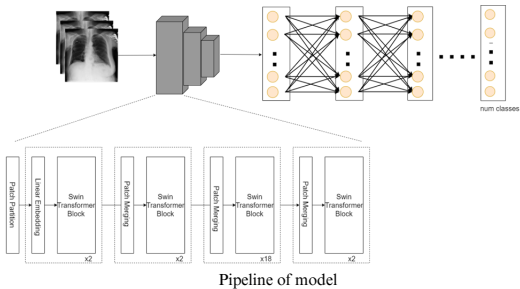 num classes
Patch Partition
Linear Embedding
Swin
Transformer
Block
x2
Patch Merging
Swin
Transformer
Block
x2
Patch Merging
Swin
Transformer
Block
x18
Patch Merging
Swin
Transformer
Block
x2
Pipeline of model